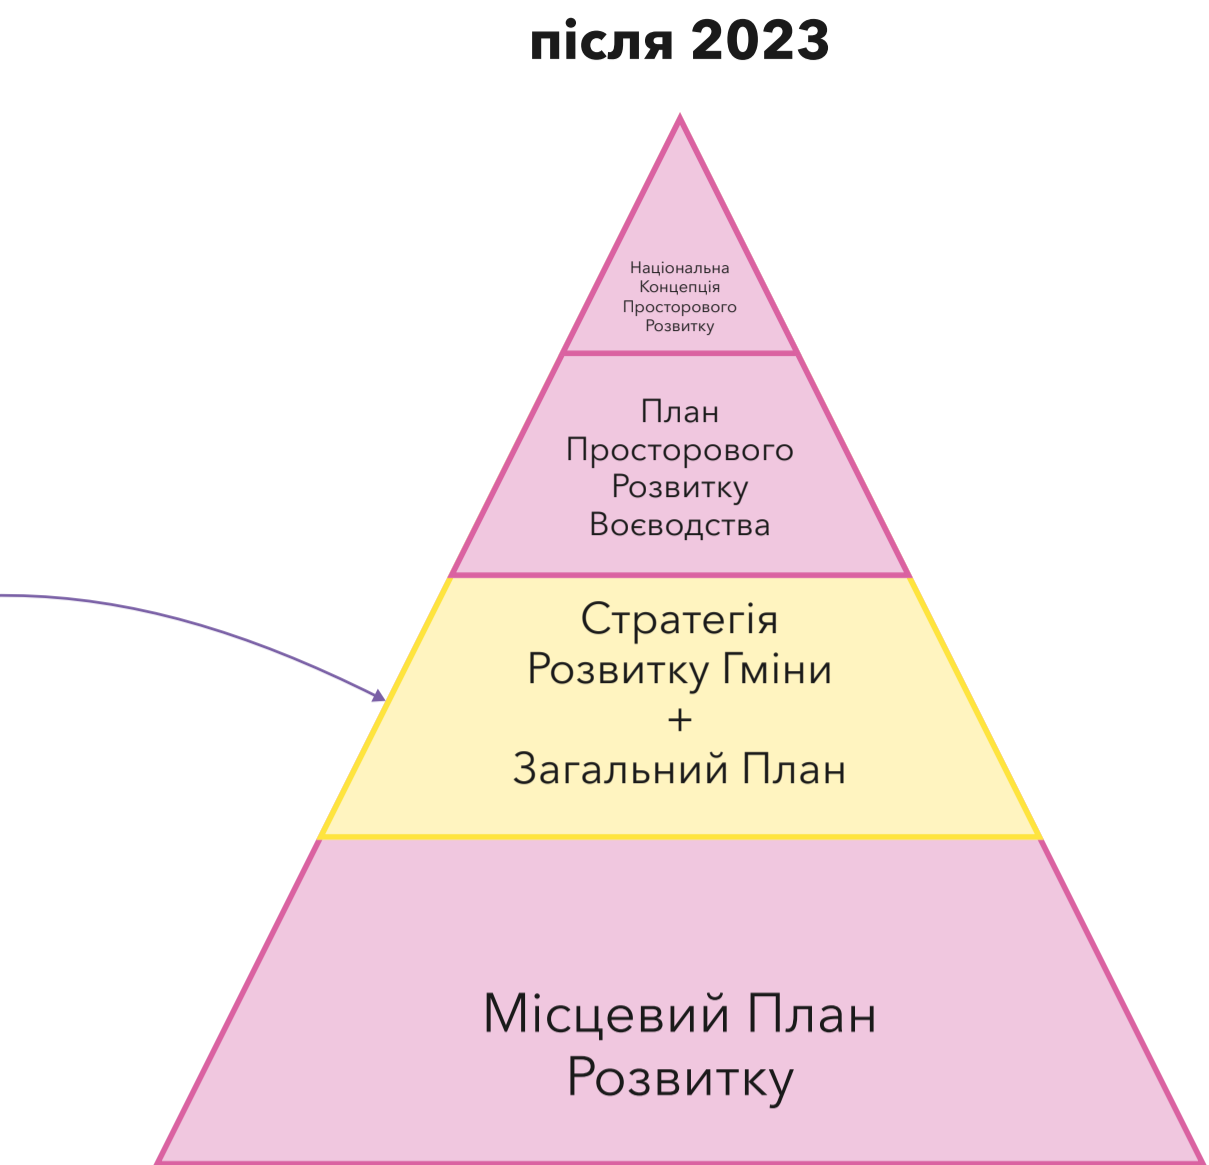 після 2023
Національна
Концепція
Просторового
Розвитку
План
Просторового
Розвитку
Воєводства
Стратегія
Розвитку Гміни
+
Загальний План
Місцевий План
Розвитку